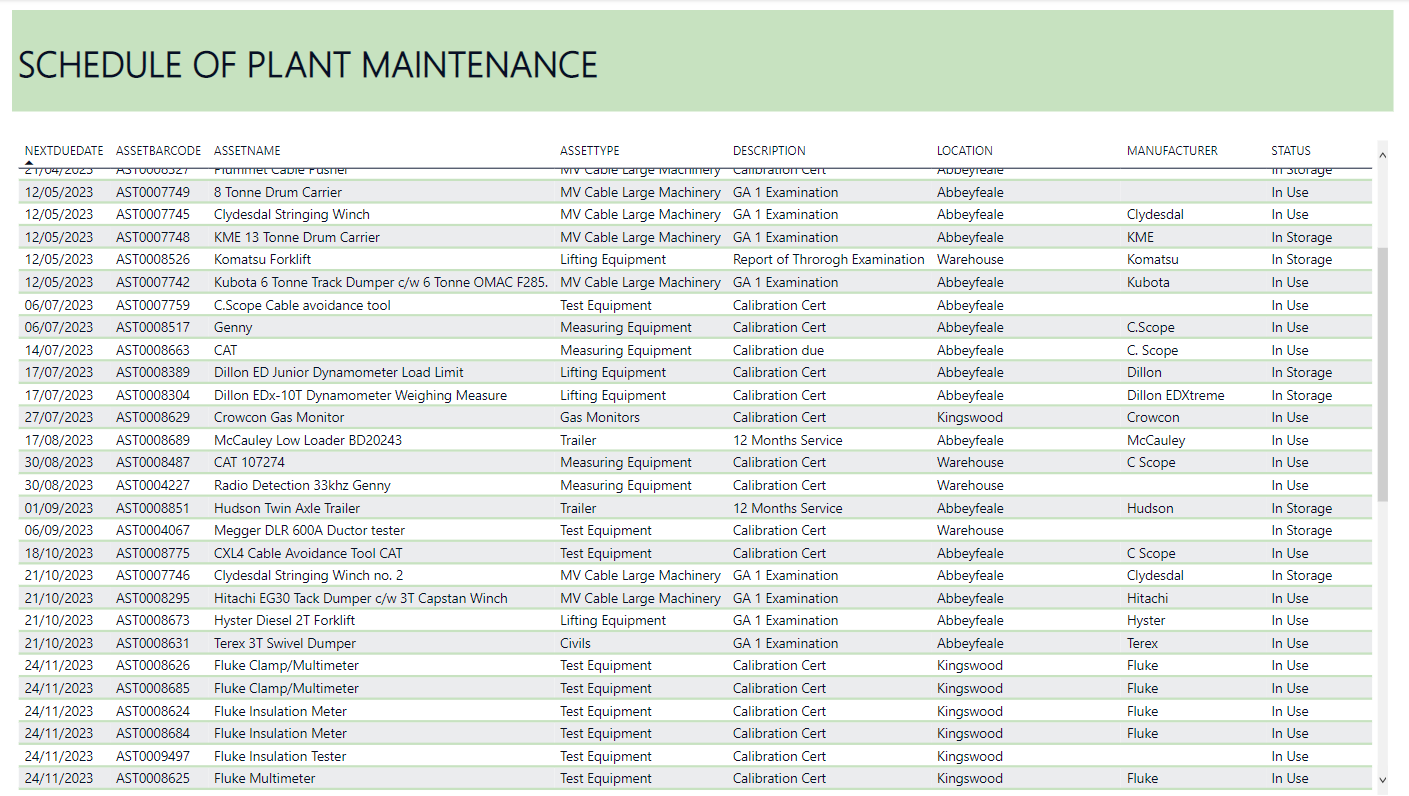 SCHEDULE OF PLANT MAINTENANCE
NEXTDUEDATE ASSETBARCODE ASSETNAME ASSETTYPE DESCRIPTION LOCATION MANUFACTURER STATUS
21/04/2023 AST0008527 Plummet Cable Pusher MV Cable Large Machinery Calibration Cert Abbeyfeale In Storage
12/05/2023 AST0007749 8 Tonne Drum Carrier MV Cable Large Machinery GA 1 Examination Abbeyfeale In Use
12/05/2023 AST0007745 Clydesdal Stringing Winch MV Cable Large Machinery GA 1 Examination Abbeyfeale Clydesdal In Use
12/05/2023 AST0007748 KME 13 Tonne Drum Carrier MV Cable Large Machinery GA 1 Examination Abbeyfeale KME In Storage
12/05/2023 AST0008526 Komatsu Forklift Lifting Equipment Report of Throrogh Examination Warehouse Komatsu In Storage
12/05/2023 AST0007742 Kubota 6 Tonne Track Dumper c/w 6 Tonne OMAC F285. MV Cable Large Machinery GA 1 Examination Abbeyfeale Kubota In Use
06/07/2023 AST0007759 C.Scope Cable avoidance tool Test Equipment Calibration Cert Abbeyfeale In Use
06/07/2023 AST0008517 Genny Measuring Equipment Calibration Cert Abbeyfeale C.Scope In Use
14/07/2023 AST0008663 CAT Measuring Equipment Calibration due Abbeyfeale C. Scope In Use
17/07/2023 AST0008389 Dillon ED Junior Dynamometer Load Limit Lifting Equipment Calibration Cert Abbeyfeale Dillon In Storage
17/07/2023 AST0008304 Dillon EDx-10T Dynamometer Weighing Measure Lifting Equipment Calibration Cert Abbeyfeale Dillon EDXtreme In Storage
27/07/2023 AST0008629 Crowcon Gas Monitor Gas Monitors Calibration Cert Kingswood Crowcon In Use
17/08/2023 AST0008689 McCauley Low Loader BD20243 Trailer 12 Months Service Abbeyfeale McCauley In Use
30/08/2023 AST0008487 CAT 107274 Measuring Equipment Calibration Cert Warehouse C Scope In Use
30/08/2023 AST0004227 Radio Detection 33khz Genny Measuring Equipment Calibration Cert Warehouse In Use
01/09/2023 AST0008851 Hudson Twin Axle Trailer Trailer 12 Months Service Abbeyfeale Hudson In Storage
06/09/2023 AST0004067 Megger DLR 600A Ductor tester Test Equipment Calibration Cert Warehouse In Storage
18/10/2023 AST0008775 CXL4 Cable Avoidance Tool CAT Test Equipment Calibration Cert Abbeyfeale C Scope In Use
21/10/2023 AST0007746 Clydesdal Stringing Winch no. 2 MV Cable Large Machinery GA 1 Examination Abbeyfeale Clydesdal In Storage
21/10/2023 AST0008295 Hitachi EG30 Tack Dumper c/w 3T Capstan Winch MV Cable Large Machinery GA 1 Examination Abbeyfeale Hitachi In Use
21/10/2023 AST0008673 Hyster Diesel 2T Forklift Lifting Equipment GA 1 Examination Abbeyfeale Hyster In Use
21/10/2023 AST0008631 Terex 3T Swivel Dumper Civils GA 1 Examination Abbeyfeale Terex In Use
24/11/2023 AST0008626 Fluke Clamp/Multimeter Test Equipment Calibration Cert Kingswood Fluke In Use
24/11/2023 AST0008685 Fluke Clamp/Multimeter Test Equipment Calibration Cert Kingswood Fluke In Use
24/11/2023 AST0008624 Fluke Insulation Meter Test Equipment Calibration Cert Kingswood Fluke In Use
24/11/2023 AST0008684 Fluke Insulation Meter Test Equipment Calibration Cert Kingswood Fluke In Use
24/11/2023 AST0009497 Fluke Insulation Tester Test Equipment Calibration Cert Kingswood In Use
24/11/2023 AST0008625 Fluke Multimeter Test Equipment Calibration Cert Kingswood Fluke In Use